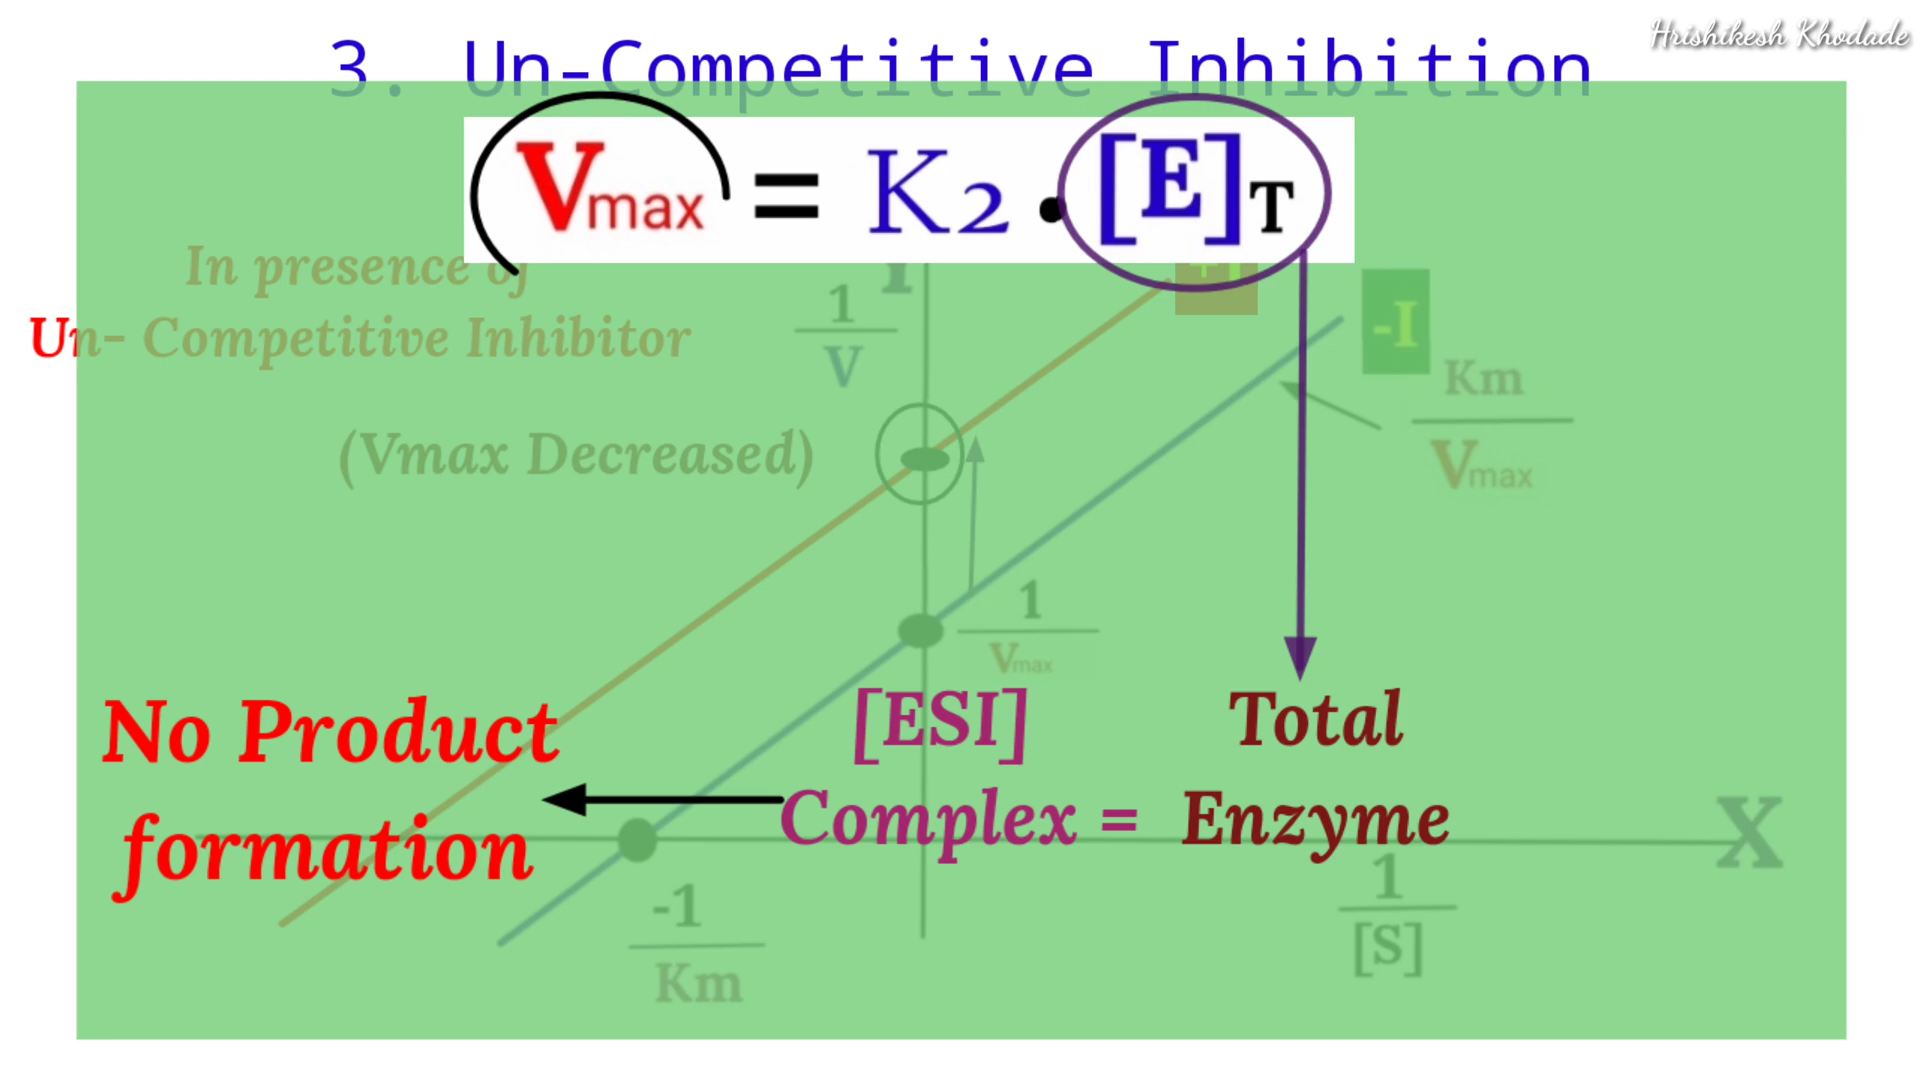 Hrishikesh Khodade
3. Un-Competitive Inhibition
Vmax = K2 . [E]T
In presence of
Un- Competitive Inhibitor
(Vmax Decreased)
Y
1
V
+I
-I
Km
Vmax
1
Vmax
No Product
formation
[ESI]
Complex =
Total
Enzyme
X
-1
Km
1
[S]